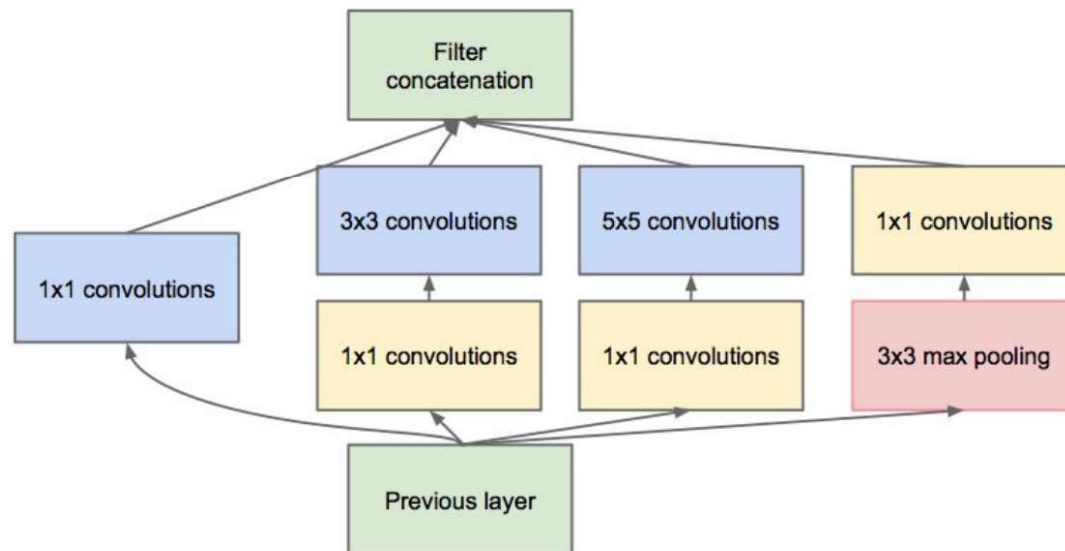 Filter
concatenation
3x3 convolutions
5x5 convolutions
1x1 convolutions
1x1 convolutions
1x1 convolutions
1x1 convolutions
3x3 max pooling
Previous layer